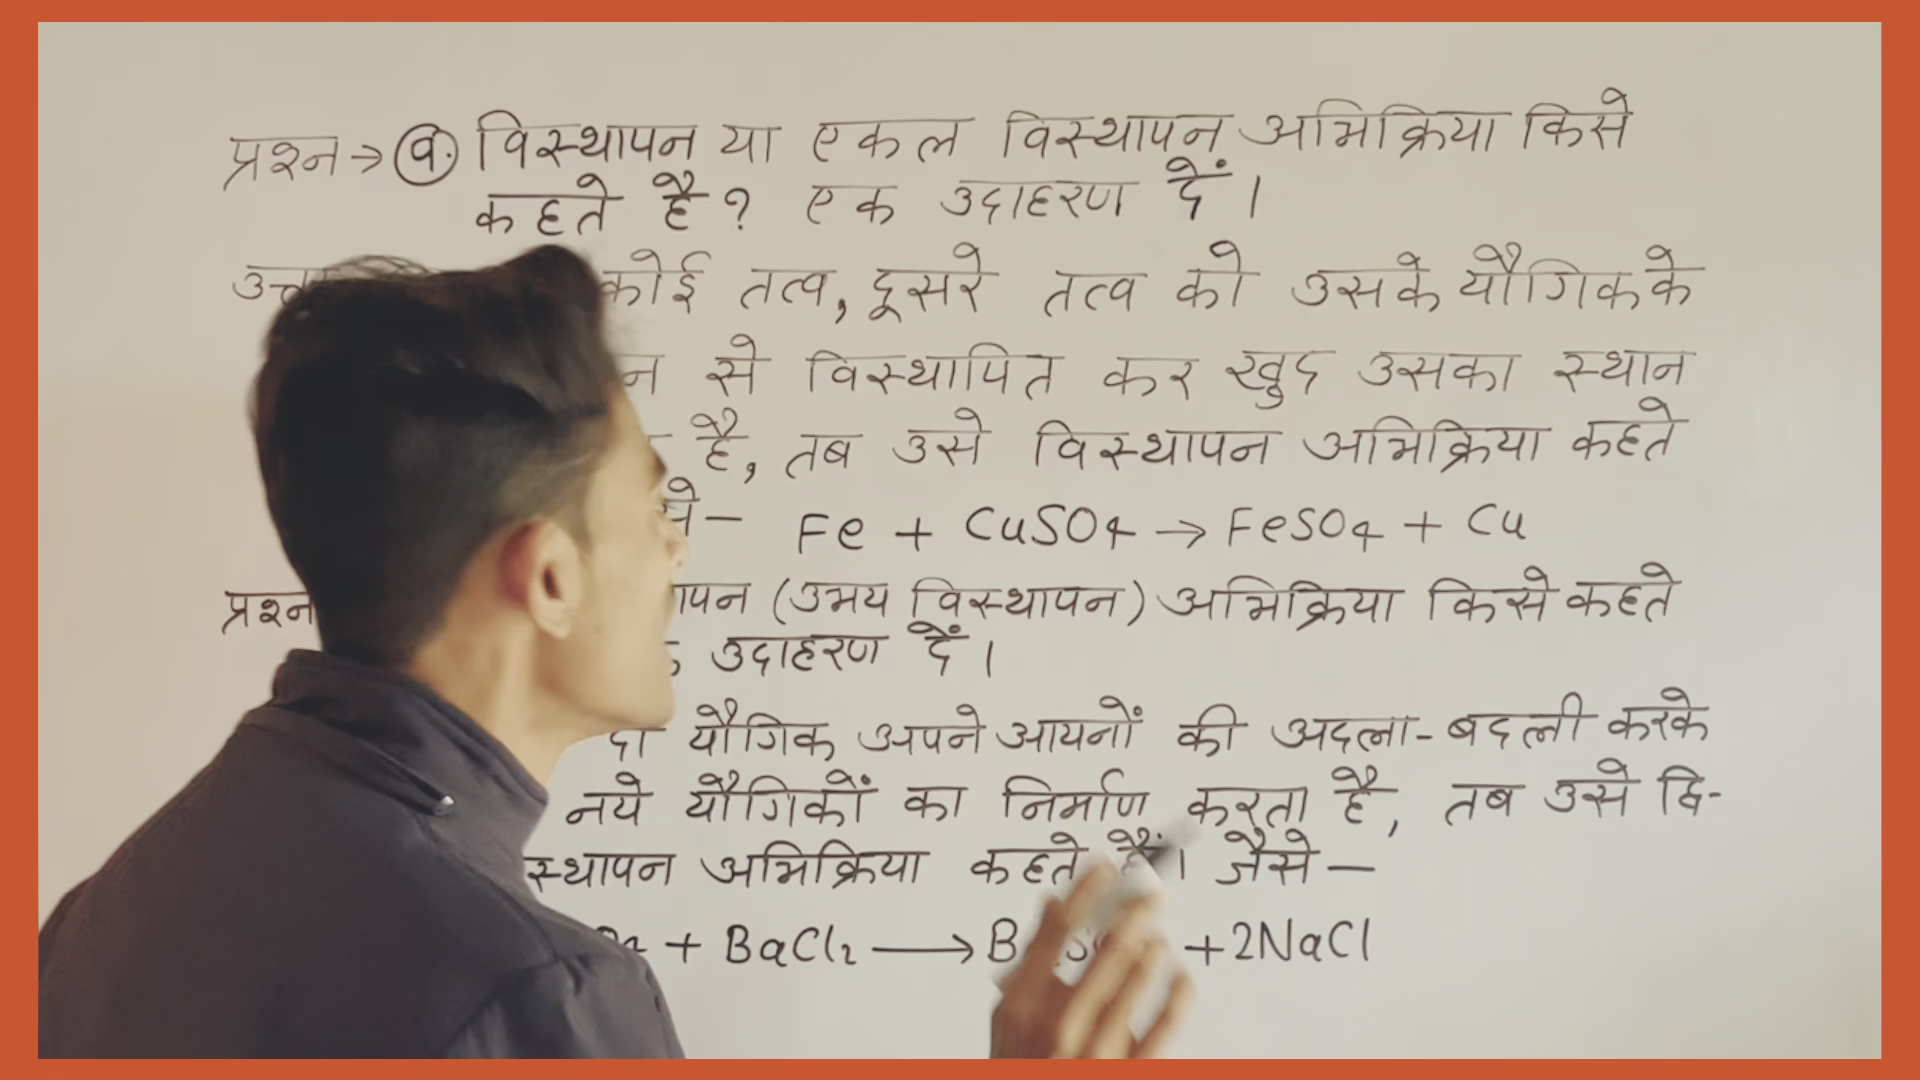 प्रश्न→ ९. विस्थापन या एकल विस्थापन अभिक्रिया किसे
कहते है? एक उदाहरण दें।
कोई तत्व, दूसरे तत्व को उसके यौगिक के
से विस्थापित कर खुद उसका स्थान
है, तब उसे विस्थापन अभिक्रिया कहते
Fe + CuSO4 → FeSO4 + Cu
प्रश्न (उभय विस्थापन) अभिक्रिया किसे कहते
उदाहरण दें।
यौगिक अपने आयनों की अदला-बदली करके
नये यौगिकों का निर्माण करता है, तब उसे द्वि-
स्थापन अभिक्रिया कहते हैं। जैसे —
+ BaCl2 ⟶ +2NaCl